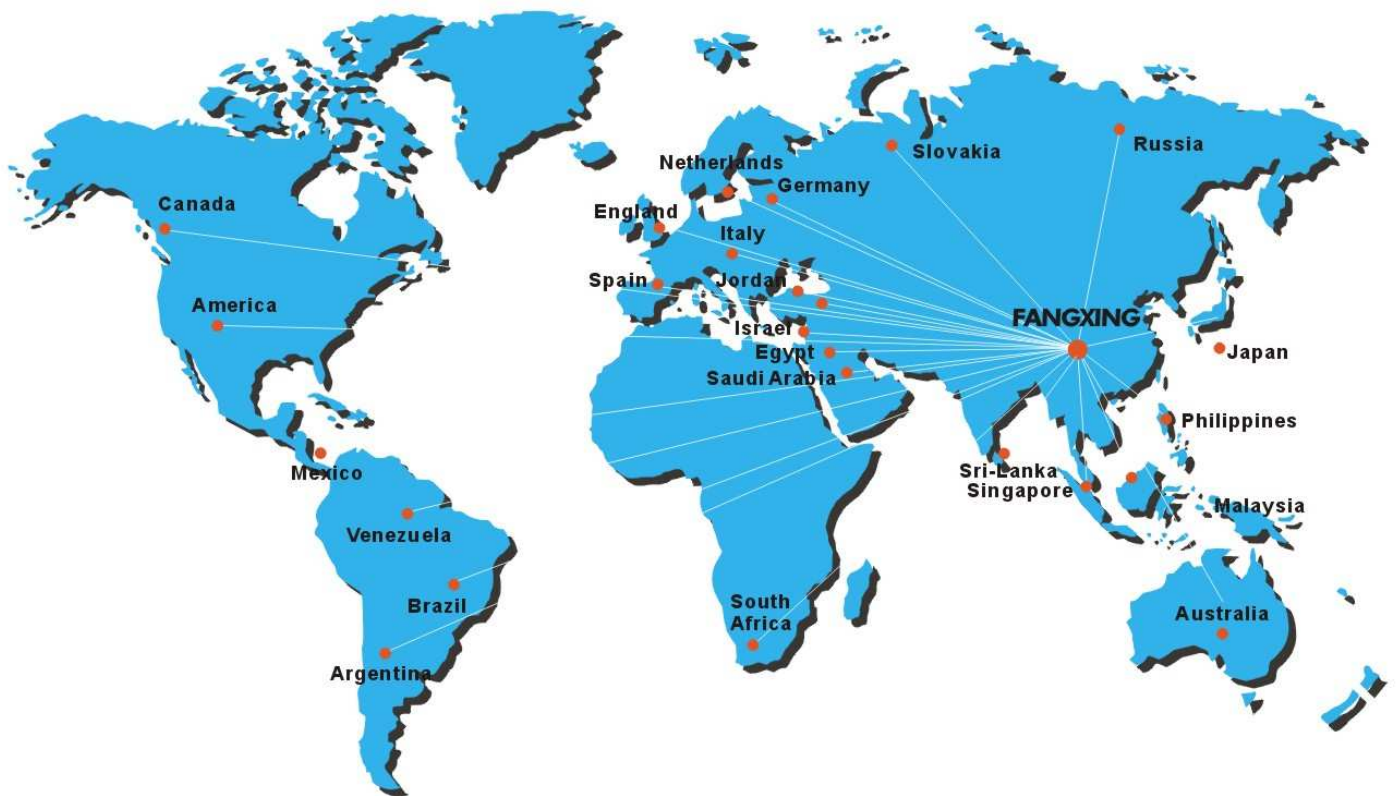 Slovakia
Russia
Netherlands
Germany
Canada
England
Italy
Spain
Jordan
America
FANGXING
Israel
Egypt
Japan
Saudi Arabia
Philippines
Mexico
Sri-Lanka
Singapore
Malaysia
Venezuela
Brazil
South
Africa
Australia
Argentina